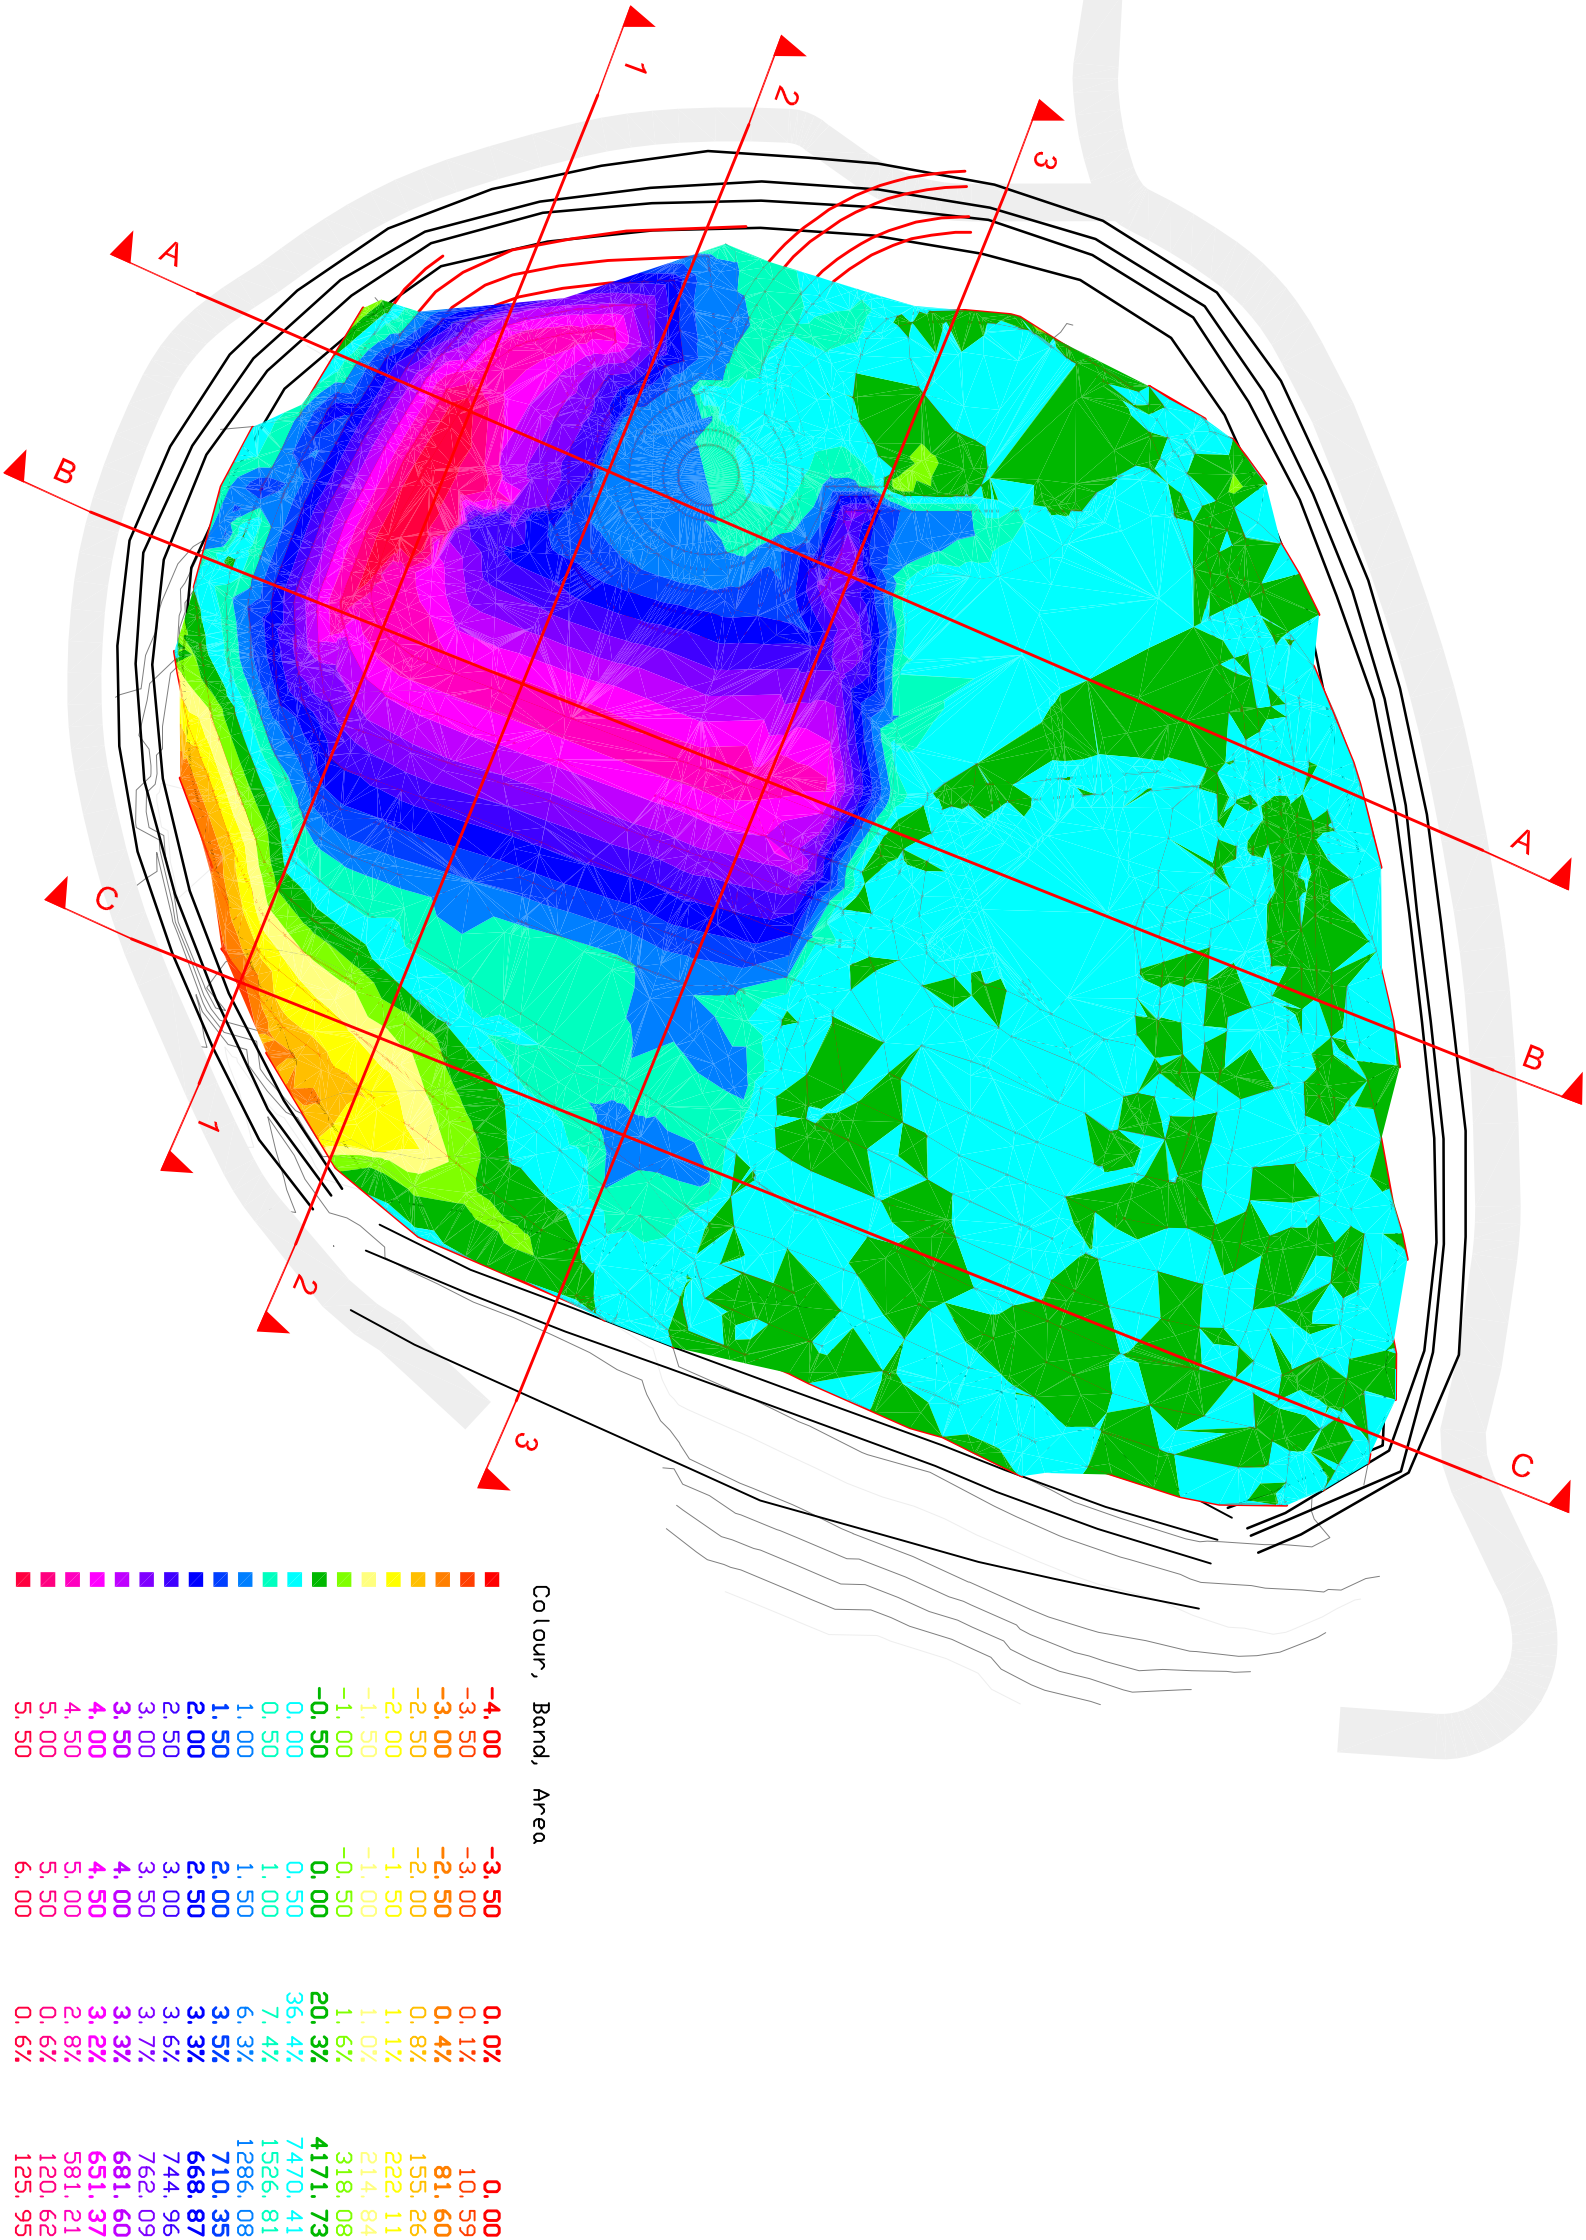 1
2
3
A
B
C
A
B
C
1
2
3
Colour, Band, Area
-4.00 -3.50 0.0% 0.00
-3.50 -3.00 0.1% 10.59
-3.00 -2.50 0.4% 81.60
-2.50 -2.00 0.8% 155.26
-2.00 -1.50 1.1% 222.11
-1.50 -1.00 1.0% 214.84
-1.00 -0.50 1.6% 318.08
-0.50 0.00 20.3% 4171.73
0.00 0.50 36.4% 7470.41
0.50 1.00 7.4% 1526.81
1.00 1.50 6.3% 1286.08
1.50 2.00 3.5% 710.35
2.00 2.50 3.3% 668.87
2.50 3.00 3.6% 744.96
3.00 3.50 3.7% 762.09
3.50 4.00 3.3% 681.60
4.00 4.50 3.2% 651.37
4.50 5.00 2.8% 581.21
5.00 5.50 0.6% 120.62
5.50 6.00 0.6% 125.95